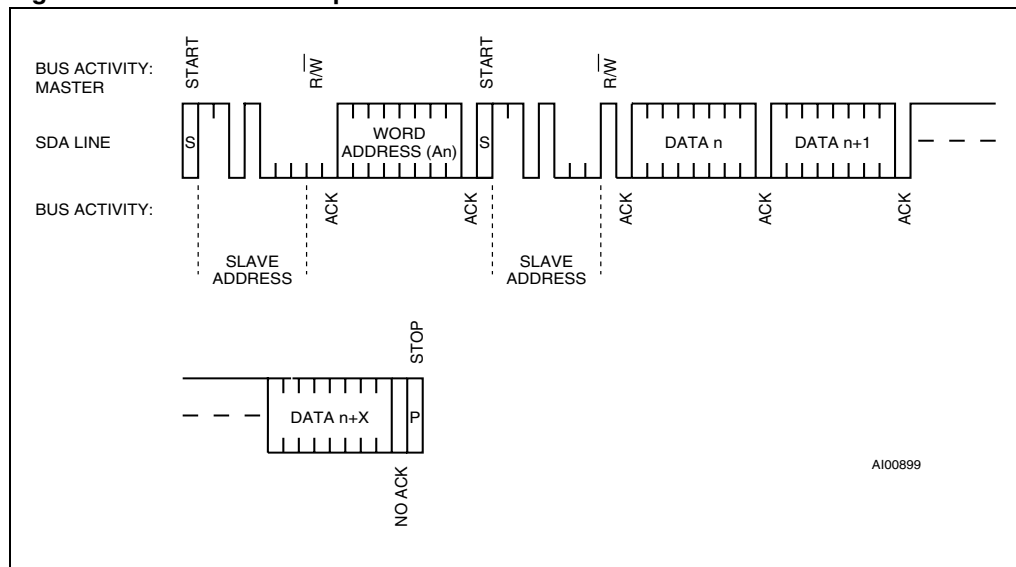 START
R/W
START
R/W
BUS ACTIVITY:
MASTER
SDA LINE
S
WORD
ADDRESS (An)
S
DATA n
DATA n+1
BUS ACTIVITY:
ACK
ACK
ACK
ACK
ACK
SLAVE
ADDRESS
SLAVE
ADDRESS
STOP
DATA n+X
P
NO ACK
AI00899